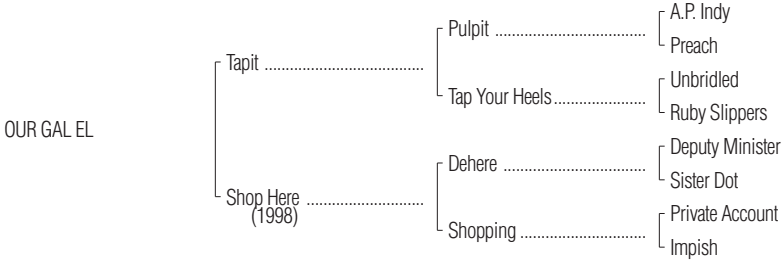 A.P. Indy
Pulpit ....................................
Preach
Tapit ......................................
Unbridled
Tap Your Heels......................
Ruby Slippers
OUR GAL EL
Deputy Minister
Dehere ..................................
Sister Dot
Shop Here ............................
(1998)
Private Account
Shopping ..............................
Impish